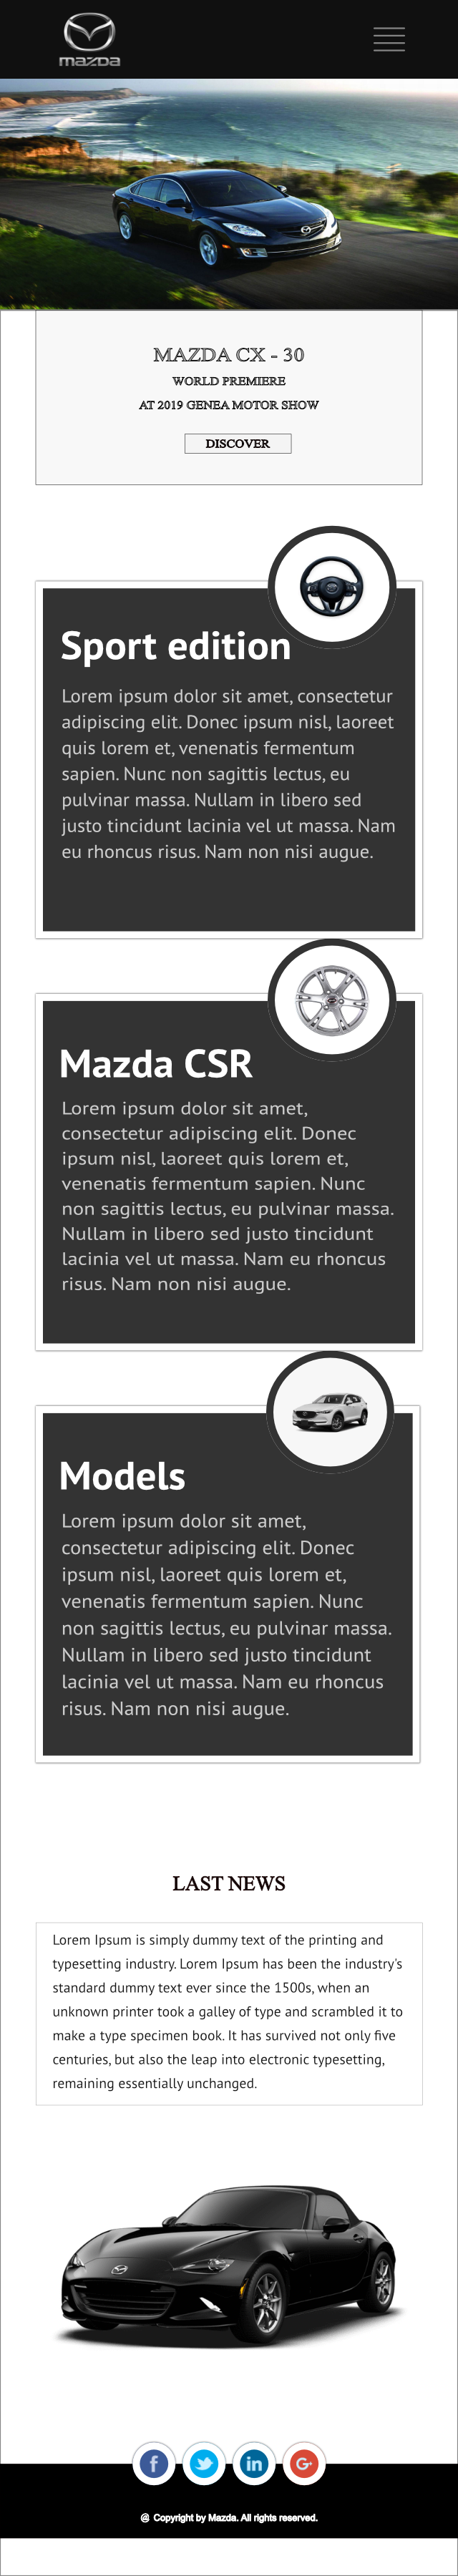 mazda
MAZDA CX - 30
WORLD PREMIERE
AT 2019 GENEA MOTOR SHOW
DISCOVER
Sport edition
Lorem ipsum dolor sit amet, consectetur
adipiscing elit. Donec ipsum nisl, laoreet
quis lorem et, venenatis fermentum
sapien. Nunc non sagittis lectus, eu
pulvinar massa. Nullam in libero sed
justo tincidunt lacinia vel ut massa. Nam
eu rhoncus risus. Nam non nisi augue.
Mazda CSR
Lorem ipsum dolor sit amet,
consectetur adipiscing elit. Donec
ipsum nisl, laoreet quis lorem et,
venenatis fermentum sapien. Nunc
non sagittis lectus, eu pulvinar massa.
Nullam in libero sed justo tincidunt
lacinia vel ut massa. Nam eu rhoncus
risus. Nam non nisi augue.
Models
Lorem ipsum dolor sit amet,
consectetur adipiscing elit. Donec
ipsum nisl, laoreet quis lorem et,
venenatis fermentum sapien. Nunc
non sagittis lectus, eu pulvinar massa.
Nullam in libero sed justo tincidunt
lacinia vel ut massa. Nam eu rhoncus
risus. Nam non nisi augue.
LAST NEWS
Lorem Ipsum is simply dummy text of the printing and
typesetting industry. Lorem Ipsum has been the industry's
standard dummy text ever since the 1500s, when an
unknown printer took a galley of type and scrambled it to
make a type specimen book. It has survived not only five
centuries, but also the leap into electronic typesetting,
remaining essentially unchanged.
f in G+
@ Copyright by Mazda. All rights reserved.